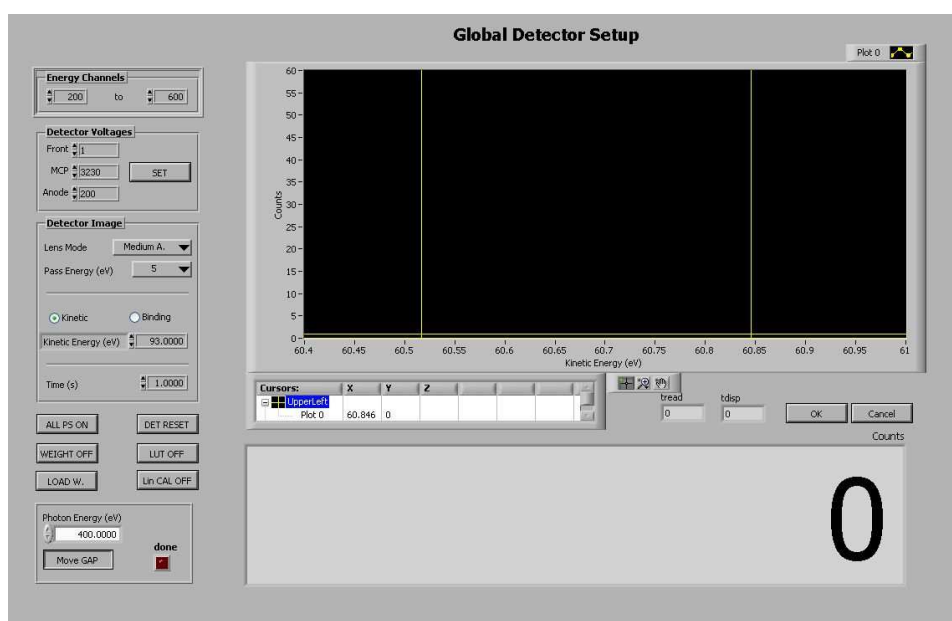 Global Detector Setup
Plot 0
Energy Channels
200 to 600
Detector Voltages
Front 1
MCP 3230 SET
Anode 200
Detector Image
Lens Mode Medium A.
Pass Energy (eV) 5
Kinetic Binding
Kinetic Energy (eV) 93.0000
Time (s) 1.0000
ALL PS ON DET RESET
WEIGHT OFF LUT OFF
LOAD W. Lin CAL OFF
Photon Energy (eV)
400.0000
done
Move GAP
60
55
50
45
40
35
30
25
20
15
10
5
0
Counts
60.4 60.45 60.5 60.55 60.6 60.65 60.7 60.75 60.8 60.85 60.9 60.95 61
Kinetic Energy (eV)
Cursors: X Y Z
UpperLeft
Plot 0 60.846 0
tread tdisp
0 0 OK Cancel
Counts
0